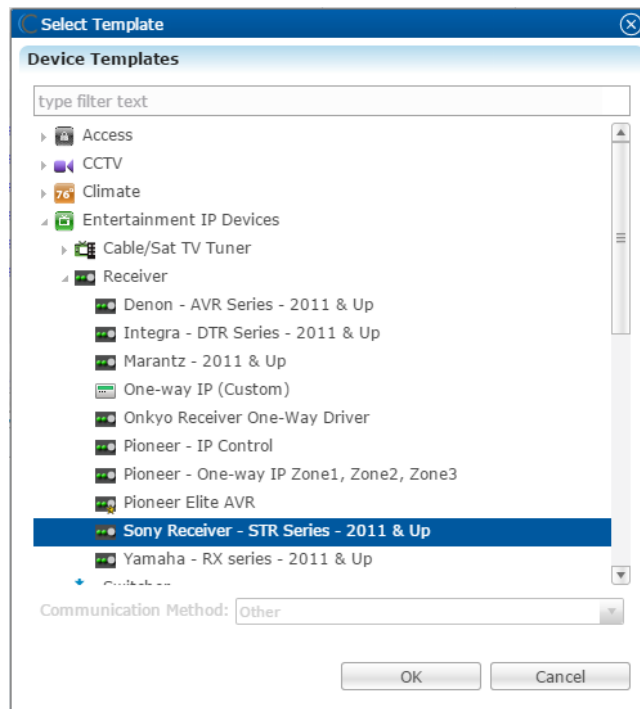 Select Template
Device Templates
type filter text
Access
CCTV
76° Climate
Entertainment IP Devices
Cable/Sat TV Tuner
Receiver
Denon - AVR Series - 2011 & Up
Integra - DTR Series - 2011 & Up
Marantz - 2011 & Up
One-way IP (Custom)
Onkyo Receiver One-Way Driver
Pioneer - IP Control
Pioneer - One-way IP Zone1, Zone2, Zone3
Pioneer Elite AVR
Sony Receiver - STR Series - 2011 & Up
Yamaha - RX series - 2011 & Up
Communication Method: Other
OK Cancel